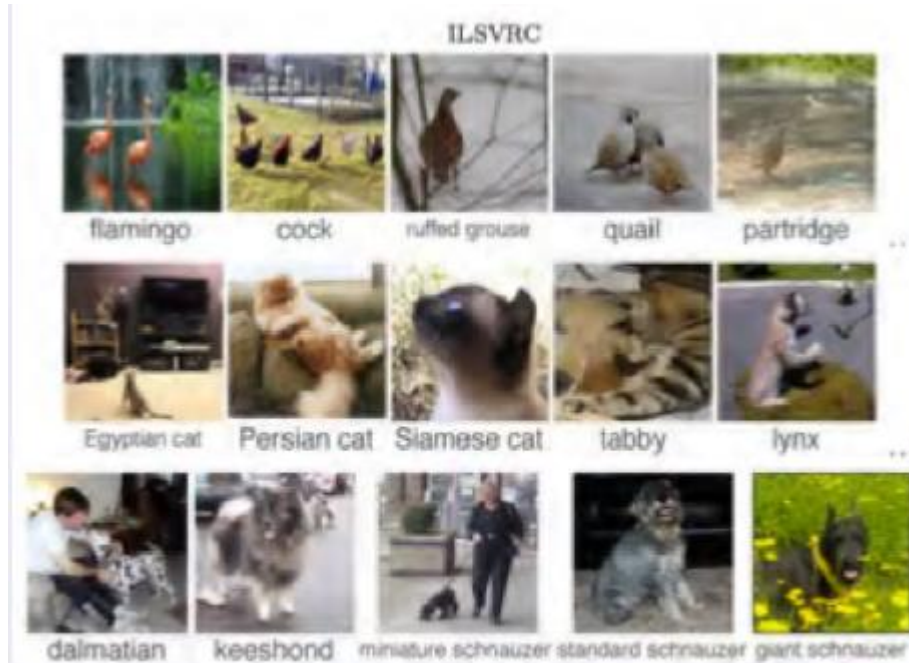 ILSVRC
flamingo cock ruffed grouse quail partridge ..
Egyptian cat Persian cat Siamese cat tabby lynx ..
dalmatian keeshond miniature schnauzer standard schnauzer giant schnauzer